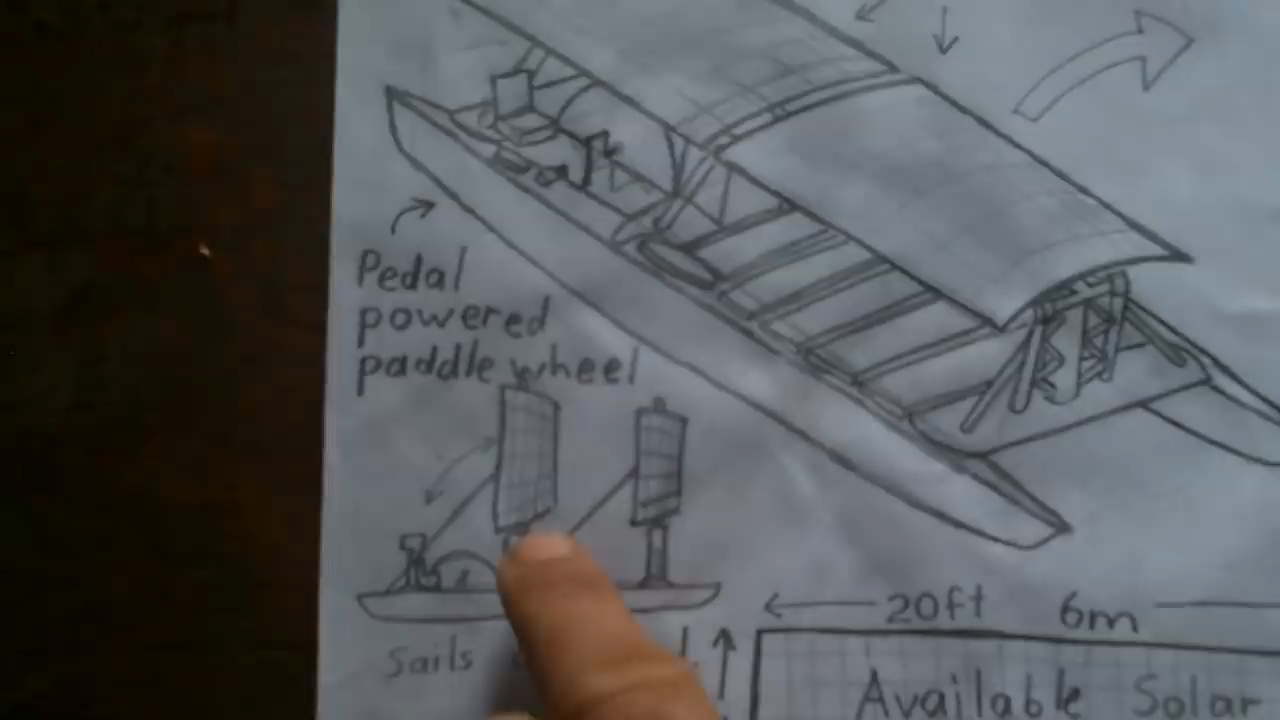 Pedal
powered
paddle wheel
20ft 6m
Sails
Available Solar